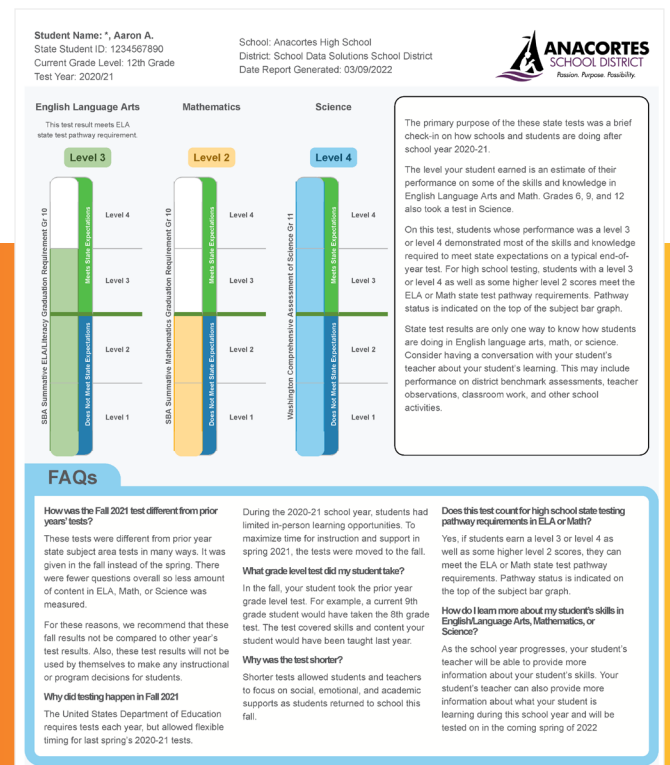 Student Name: *, Aaron A.
State Student ID: 1234567890
Current Grade Level: 12th Grade
Test Year: 2020/21
School: Anacortes High School
District: School Data Solutions School District
Date Report Generated: 03/09/2022
ANACORTES
SCHOOL DISTRICT
Passion. Purpose. Possibility.
English Language Arts
This test result meets ELA
state test pathway requirement.
Level 3
SBA Summative ELA/Literacy Graduation Requirement Gr 10
Meets State Expectations
Does Not Meet State Expectations
Level 4
Level 3
Level 2
Level 1
Mathematics
Level 2
SBA Summative Mathematics Graduation Requirement Gr 10
Meets State Expectations
Does Not Meet State Expectations
Level 4
Level 3
Level 2
Level 1
Science
Level 4
Washington Comprehensive Assessment of Science Gr 11
Meets State Expectations
Does Not Meet State Expectations
Level 4
Level 3
Level 2
Level 1
The primary purpose of the these state tests was a brief
check-in on how schools and students are doing after
school year 2020-21.
The level your student earned is an estimate of their
performance on some of the skills and knowledge in
English Language Arts and Math. Grades 6, 9, and 12
also took a test in Science.
On this test, students whose performance was a level 3
or level 4 demonstrated most of the skills and knowledge
required to meet state expectations on a typical end-of-
year test. For high school testing, students with a level 3
or level 4 as well as some higher level 2 scores meet the
ELA or Math state test pathway requirements. Pathway
status is indicated on the top of the subject bar graph.
State test results are only one way to know how students
are doing in English language arts, math, or science.
Consider having a conversation with your student's
teacher about your student's learning. This may include
performance on district benchmark assessments, teacher
observations, classroom work, and other school
activities.
FAQs
How was the Fall 2021 test different from prior
years' tests?
These tests were different from prior year
state subject area tests in many ways. It was
given in the fall instead of the spring. There
were fewer questions overall so less amount
of content in ELA, Math, or Science was
measured.
For these reasons, we recommend that these
fall results not be compared to other year's
test results. Also, these test results will not be
used by themselves to make any instructional
or program decisions for students.
Why did testing happen in Fall 2021
The United States Department of Education
requires tests each year, but allowed flexible
timing for last spring's 2020-21 tests.
During the 2020-21 school year, students had
limited in-person learning opportunities. To
maximize time for instruction and support in
spring 2021, the tests were moved to the fall.
What grade level test did my student take?
In the fall, your student took the prior year
grade level test. For example, a current 9th
grade student would have taken the 8th grade
test. The test covered skills and content your
student would have been taught last year.
Why was the test shorter?
Shorter tests allowed students and teachers
to focus on social, emotional, and academic
supports as students returned to school this
fall.
Does this test count for high school state testing
pathway requirements in ELA or Math?
Yes, if students earn a level 3 or level 4 as
well as some higher level 2 scores, they can
meet the ELA or Math state test pathway
requirements. Pathway status is indicated on
the top of the subject bar graph.
How do I learn more about my student's skills in
English/Language Arts, Mathematics, or
Science?
As the school year progresses, your student's
teacher will be able to provide more
information about your student's skills. Your
student's teacher can also provide more
information about what your student is
learning during this school year and will be
tested on in the coming spring of 2022